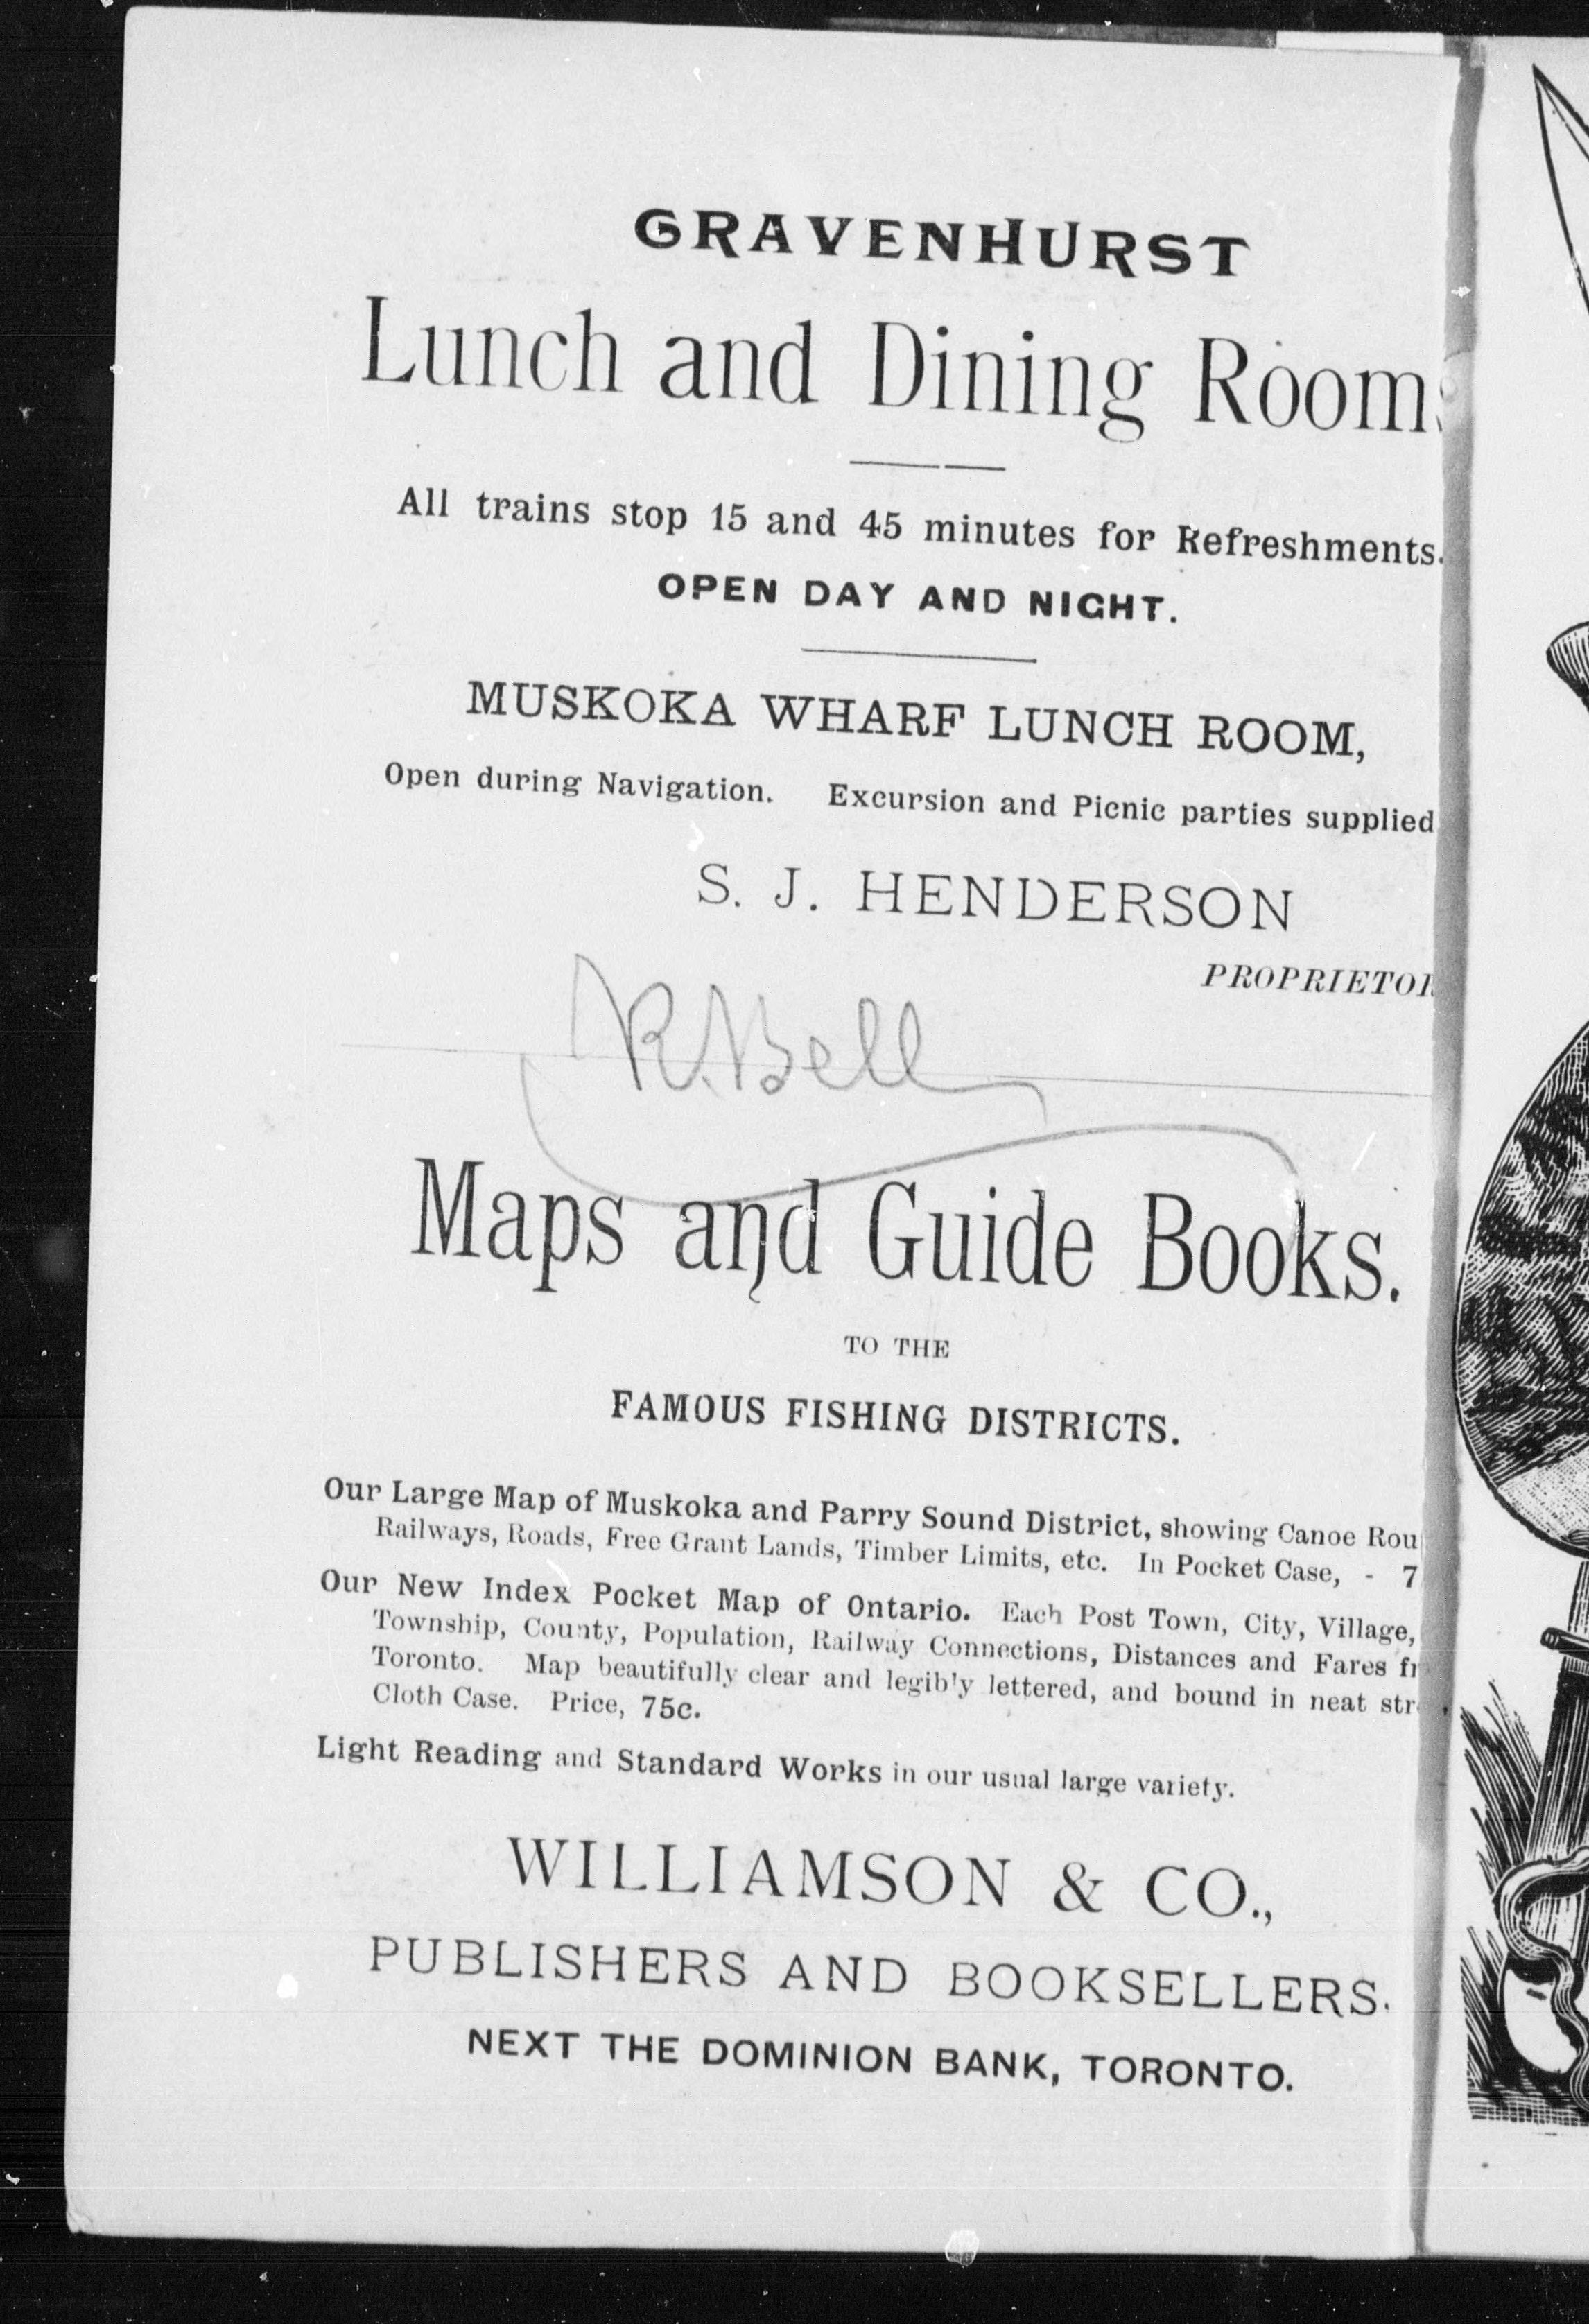 GRAVENHURST
Lunch and Dining Rooms
All trains stop 15 and 45 minutes for Refreshments.
OPEN DAY AND NIGHT.
MUSKOKA WHARF LUNCH ROOM,
Open during Navigation. Excursion and Picnic parties supplied
S. J. HENDERSON
PROPRIETOR
R. Bell
Maps and Guide Books.
TO THE
FAMOUS FISHING DISTRICTS.
Our Large Map of Muskoka and Parry Sound District, showing Canoe Rou
Railways, Roads, Free Grant Lands, Timber Limits, etc. In Pocket Case, - 7
Our New Index Pocket Map of Ontario. Each Post Town, City, Village,
Township, County, Population, Railway Connections, Distances and Fares fr
Toronto. Map beautifully clear and legibly lettered, and bound in neat str
Cloth Case. Price, 75c.
Light Reading and Standard Works in our usual large variety.
WILLIAMSON & CO.,
PUBLISHERS AND BOOKSELLERS.
NEXT THE DOMINION BANK, TORONTO.